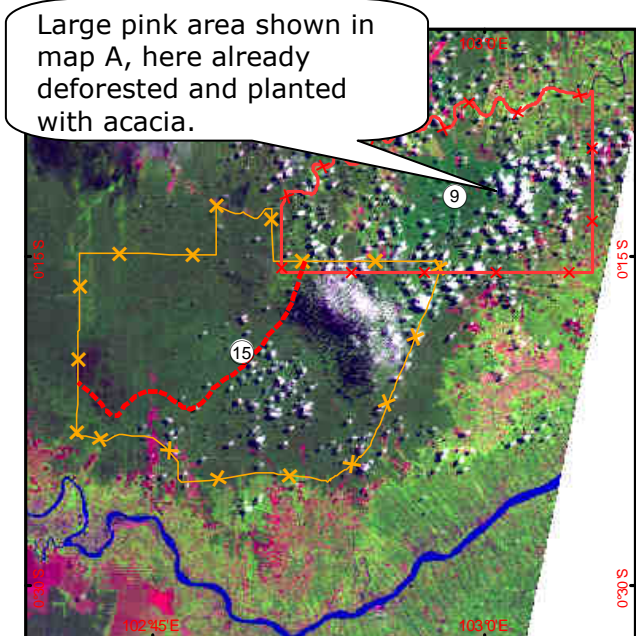 Large pink area shown in
map A, here already
deforested and planted
with acacia.
103°0'E
9
0°15'S
0°15'S
15
0°30'S
0°30'S
102°45'E
103°0'E